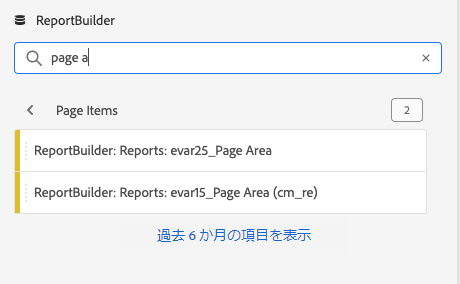 ReportBuilder
page a
Page Items
2
ReportBuilder: Reports: evar25_Page Area
ReportBuilder: Reports: evar15_Page Area (cm_re)
過去 6 か月の項目を表示